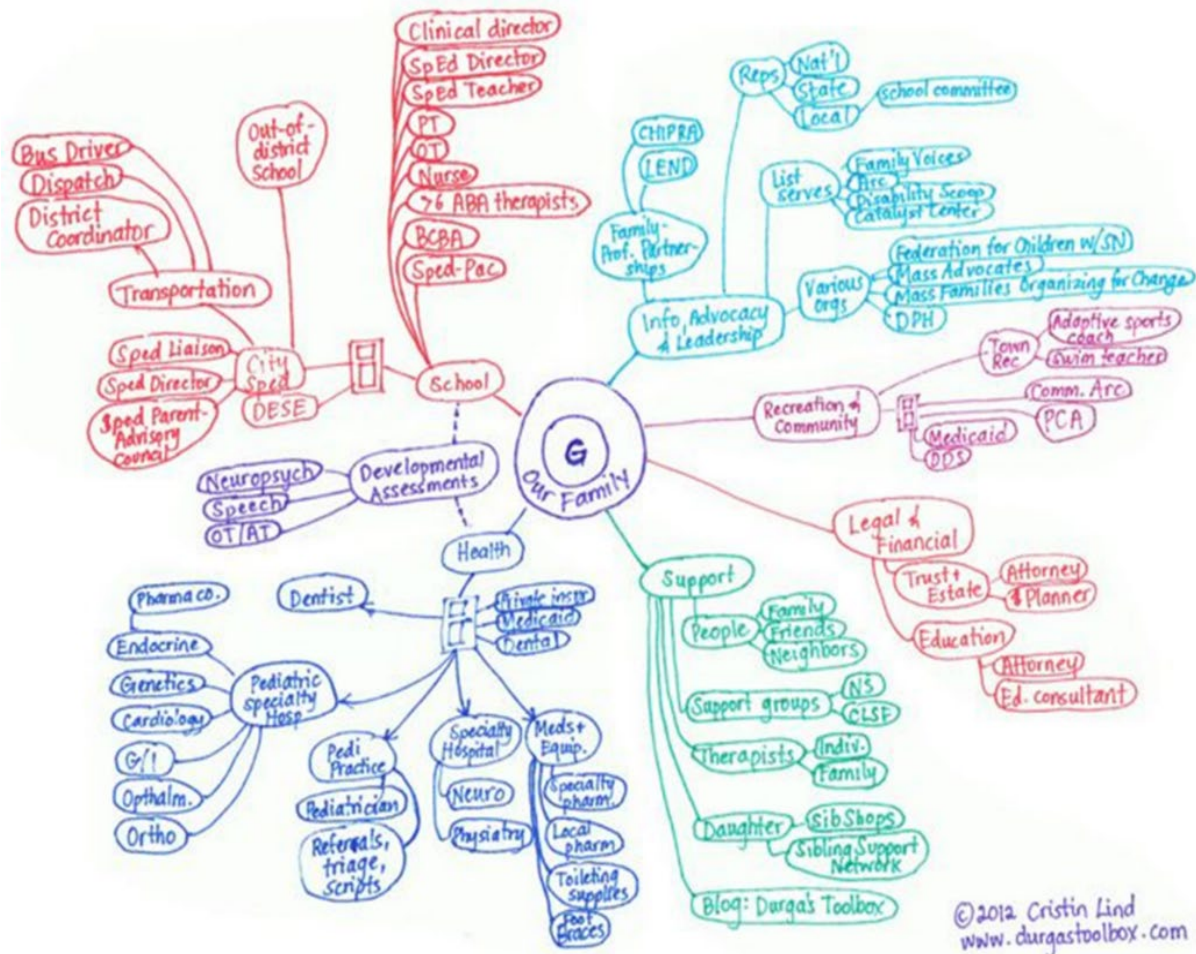 Clinical director
SpEd Director
SpEd Teacher
PT
OT
Nurse
>6 ABA therapists
BCBA
Sped-Pac
School
Out-of-
district
School
Bus Driver
Dispatch
District
Coordinator
Transportation
Sped Liaison
Sped Director
Sped Parent-
Advisory
Council
City
Sped
DESE
Reps
Nat'l
State
Local
school committee
CHIPRA
LEND
Family-
Prof. Partner-
ships
List
serves
Family Voices
Arc
Disability Scoop
Catalyst Center
Various
orgs
Federation for Children w/SN
Mass Advocates
Mass Families Organizing for Change
DPH
Info, Advocacy
& Leadership
Town
Rec
Adaptive sports
coach
Swim teacher
Recreation &
Community
Comm. Arc.
PCA
Medicaid
DDS
G
Our Family
Developmental
Assessments
Neuropsych
Speech
OT/AT
Legal &
Financial
Trust +
Estate
Attorney
$ Planner
Education
Attorney
Ed. consultant
Health
Dentist
Private insr.
Medicaid
Dental
Pharma co.
Endocrine
Genetics
Cardiology
G/I
Opthalm.
Ortho
Pediatric
specialty
Hosp
Pedi
Practice
Pediatrician
Referrals,
triage,
scripts
Specialty
Hospital
Neuro
Physiatry
Meds+
Equip.
Specialty
pharm.
Local
pharm
Toileting
supplies
Foot
Braces
Support
People
Family
Friends
Neighbors
Support groups
NS
CLSF
Therapists
Indiv.
Family
Daughter
SibShops
Sibling Support
Network
Blog: Durga's Toolbox
©2012 Cristin Lind
www.durgastoolbox.com